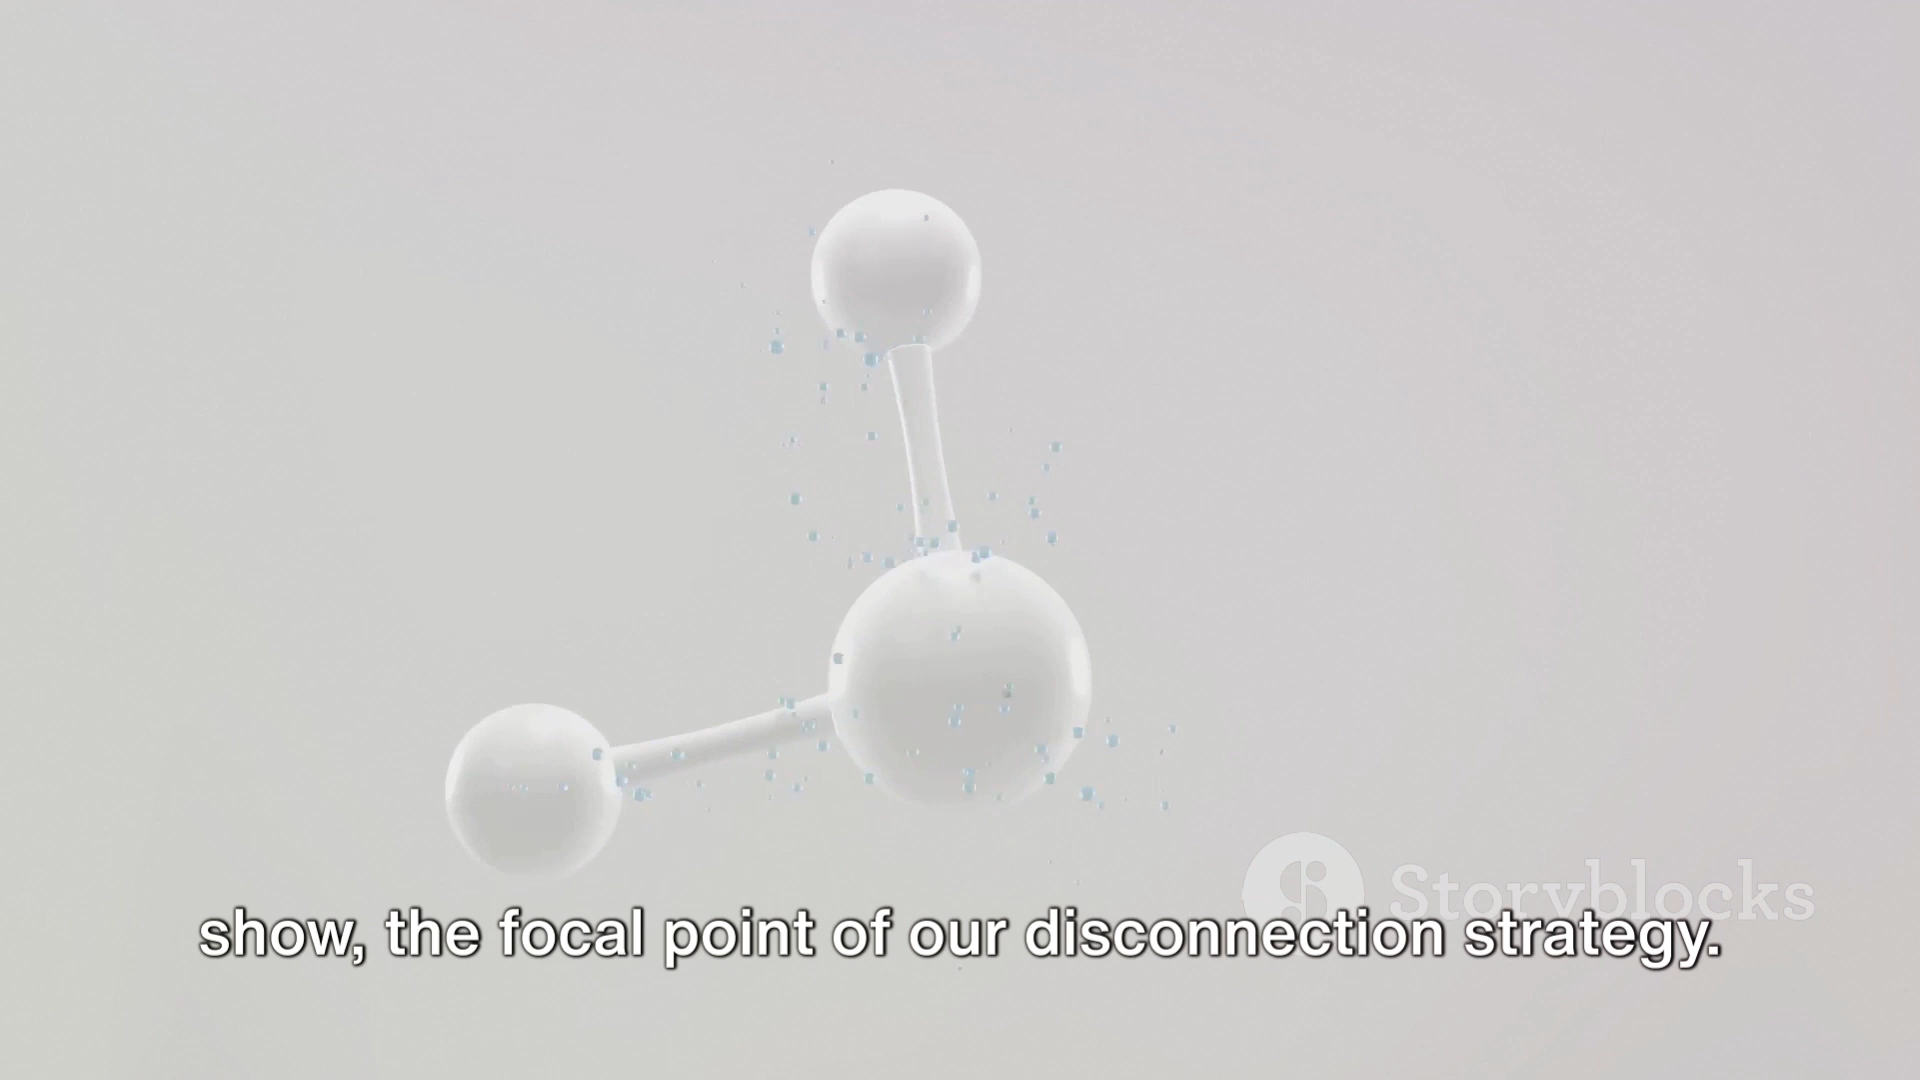 Storyblocks
show, the focal point of our disconnection strategy.